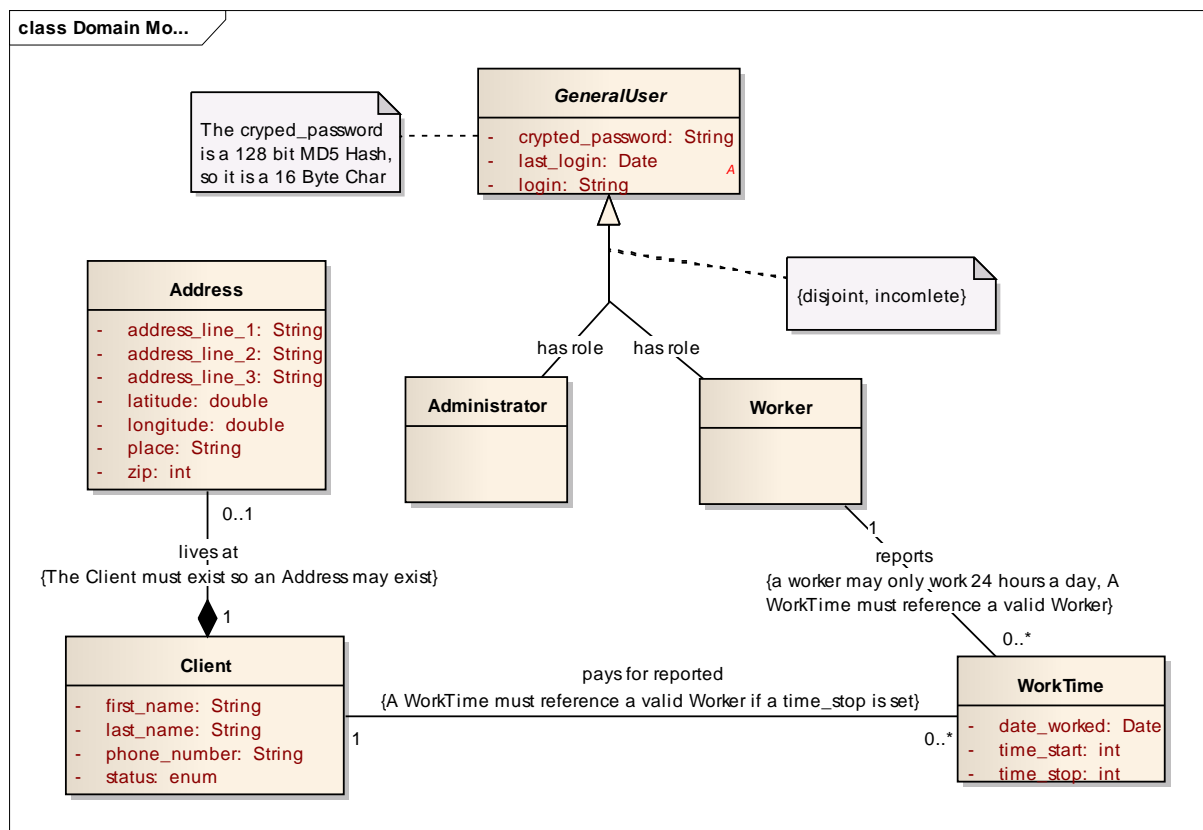 class Domain Mo...
GeneralUser
- crypted_password: String
- last_login: Date
- login: String
A
The cryped_password
is a 128 bit MD5 Hash,
so it is a 16 Byte Char
{disjoint, incomlete}
has role
has role
Address
- address_line_1: String
- address_line_2: String
- address_line_3: String
- latitude: double
- longitude: double
- place: String
- zip: int
Administrator
Worker
0..1
lives at
{The Client must exist so an Address may exist}
1
1
reports
{a worker may only work 24 hours a day, A
WorkTime must reference a valid Worker}
0..*
Client
- first_name: String
- last_name: String
- phone_number: String
- status: enum
pays for reported
{A WorkTime must reference a valid Worker if a time_stop is set}
1
0..*
WorkTime
- date_worked: Date
- time_start: int
- time_stop: int